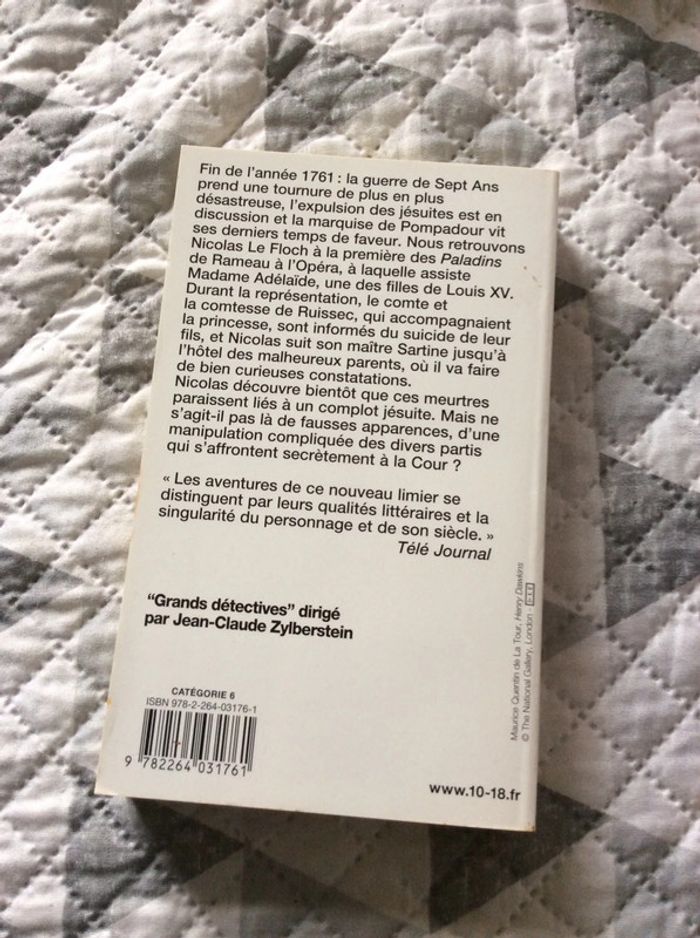 Fin de l'année 1761 : la guerre de Sept Ans
prend une tournure de plus en plus
désastreuse, l'expulsion des jésuites est en
discussion et la marquise de Pompadour vit
ses derniers temps de faveur. Nous retrouvons
Nicolas Le Floch à la première des Paladins
de Rameau à l'Opéra, à laquelle assiste
Madame Adélaïde, une des filles de Louis XV.
Durant la représentation, le comte et
la comtesse de Ruissec, qui accompagnaient
la princesse, sont informés du suicide de leur
fils, et Nicolas suit son maître Sartine jusqu'à
l'hôtel des malheureux parents, où il va faire
de bien curieuses constatations.
Nicolas découvre bientôt que ces meurtres
paraissent liés à un complot jésuite. Mais ne
s'agit-il pas là de fausses apparences, d'une
manipulation compliquée des divers partis
qui s'affrontent secrètement à la Cour ?
« Les aventures de ce nouveau limier se
distinguent par leurs qualités littéraires et la
singularité du personnage et de son siècle. »
Télé Journal
"Grands détectives" dirigé
par Jean-Claude Zylberstein
CATÉGORIE 6
ISBN 978-2-264-03176-1
9 782264 031761
www.10-18.fr
Maurice Quentin de La Tour, Henry Dawkins
© The National Gallery, London -